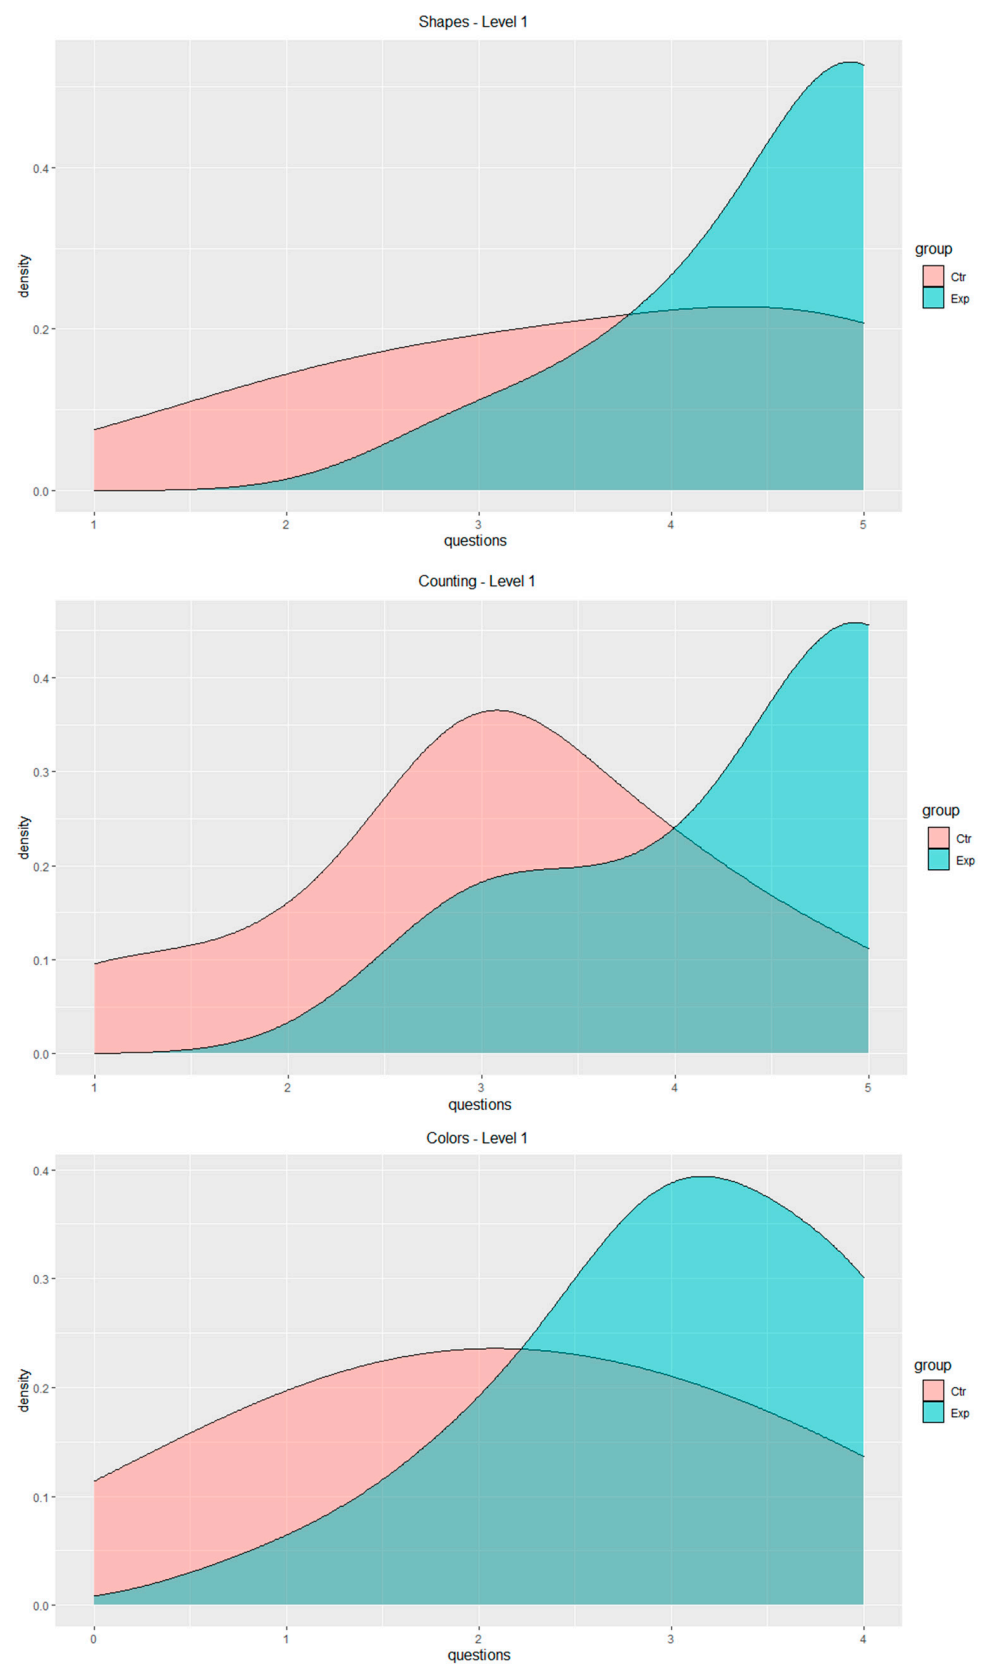 Shapes - Level 1
density
0.4
0.2
0.0
1 2 3 4 5
questions
group
Ctr
Exp
Counting - Level 1
density
0.4
0.3
0.2
0.1
0.0
1 2 3 4 5
questions
group
Ctr
Exp
Colors - Level 1
density
0.4
0.3
0.2
0.1
0.0
0 1 2 3 4
questions
group
Ctr
Exp